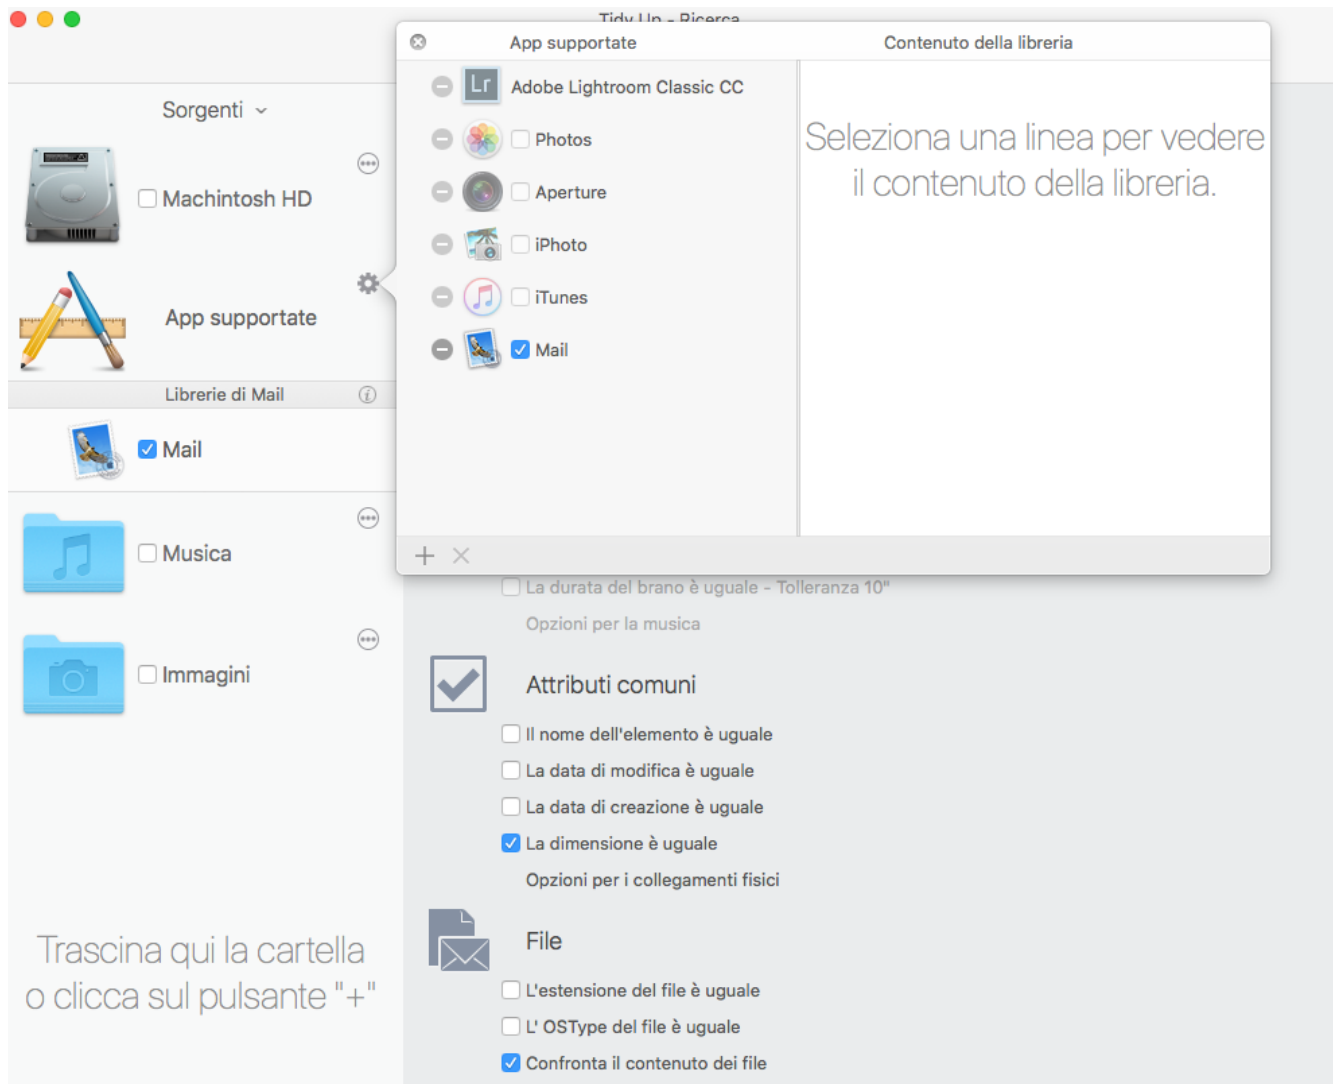 Tidy Up - Ricerca
Sorgenti
Machintosh HD
App supportate
Librerie di Mail
Mail
Musica
Immagini
Trascina qui la cartella
o clicca sul pulsante "+"
App supportate
Contenuto della libreria
Lr
Adobe Lightroom Classic CC
Photos
Aperture
iPhoto
iTunes
Mail
Seleziona una linea per vedere
il contenuto della libreria.
La durata del brano è uguale - Tolleranza 10"
Opzioni per la musica
Attributi comuni
Il nome dell'elemento è uguale
La data di modifica è uguale
La data di creazione è uguale
La dimensione è uguale
Opzioni per i collegamenti fisici
File
L'estensione del file è uguale
L' OSType del file è uguale
Confronta il contenuto dei file